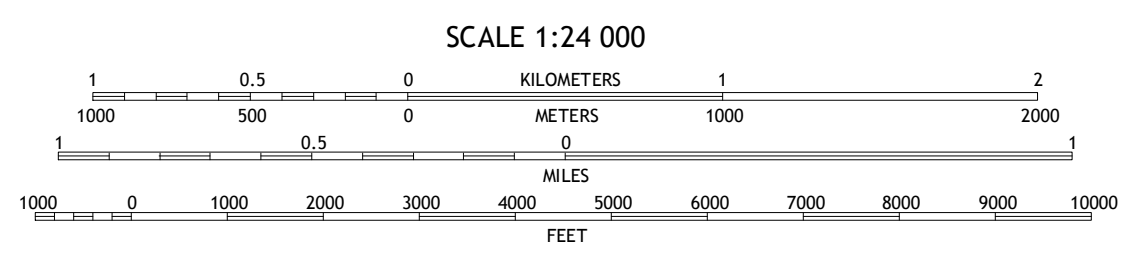 SCALE 1:24 000
1 0.5 0 KILOMETERS 1 2
1000 500 0 METERS 1000 2000
1 0.5 0 1
MILES
1000 0 1000 2000 3000 4000 5000 6000 7000 8000 9000 10000
FEET